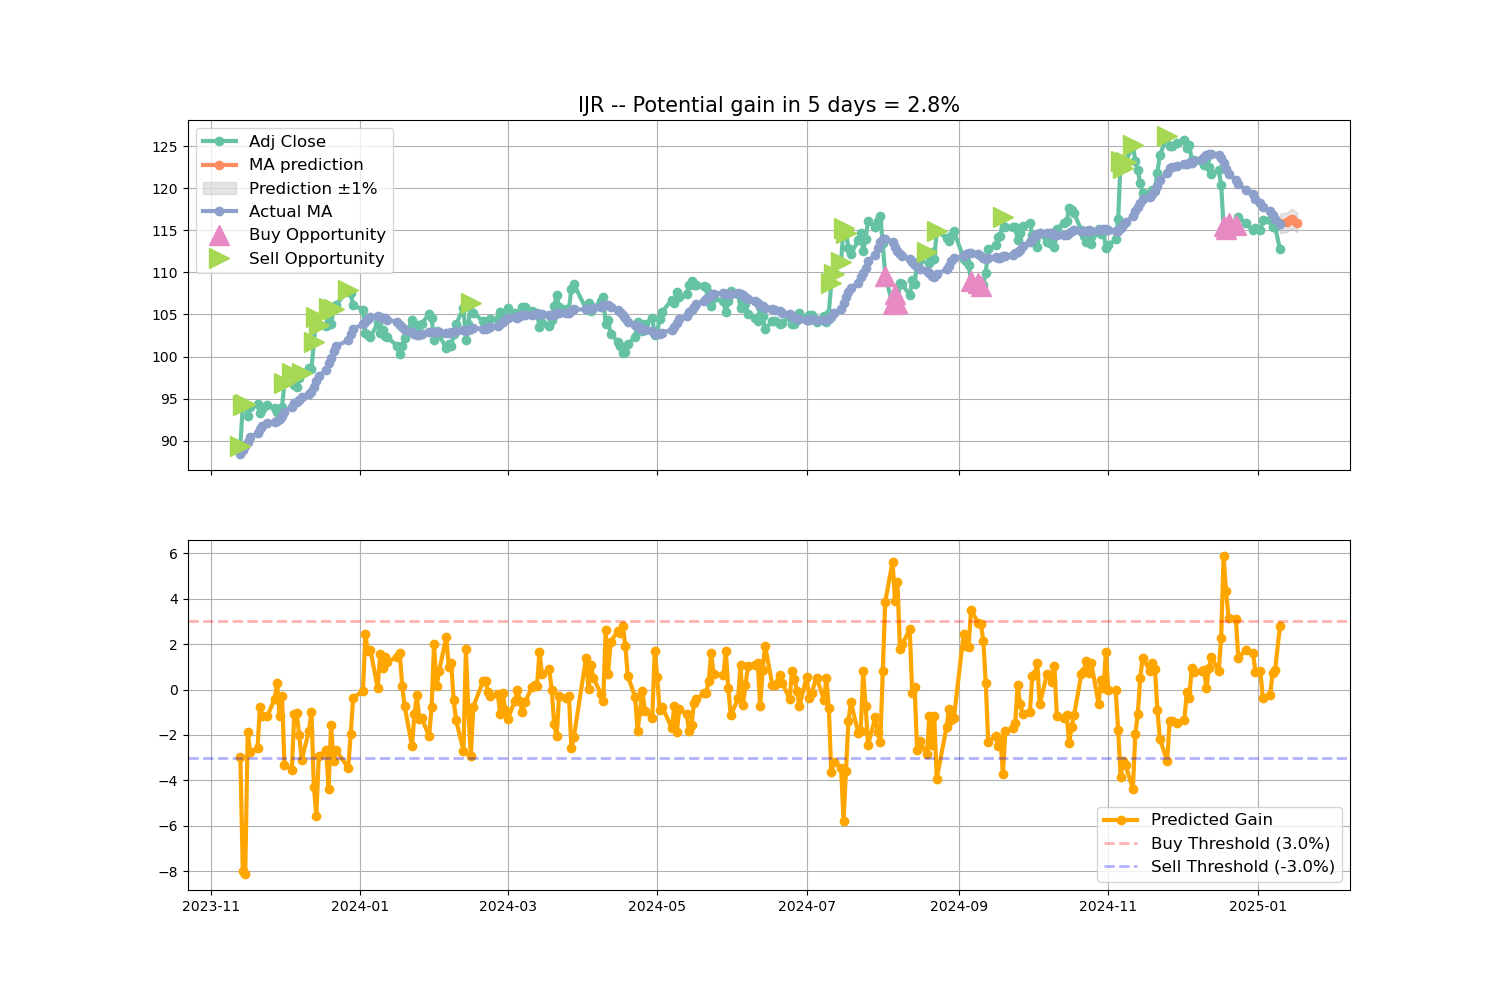 IJR -- Potential gain in 5 days = 2.8%
125
120
115
110
105
100
95
90
Adj Close
MA prediction
Prediction ±1%
Actual MA
Buy Opportunity
Sell Opportunity
6
4
2
0
−2
−4
−6
−8
Predicted Gain
Buy Threshold (3.0%)
Sell Threshold (-3.0%)
2023-11
2024-01
2024-03
2024-05
2024-07
2024-09
2024-11
2025-01